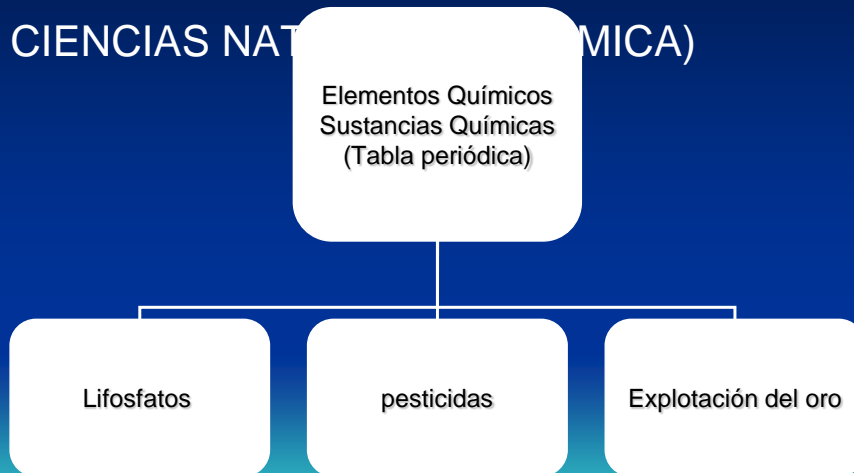 CIENCIAS NAT MICA)
Elementos Químicos
Sustancias Químicas
(Tabla periódica)
Lifosfatos
pesticidas
Explotación del oro